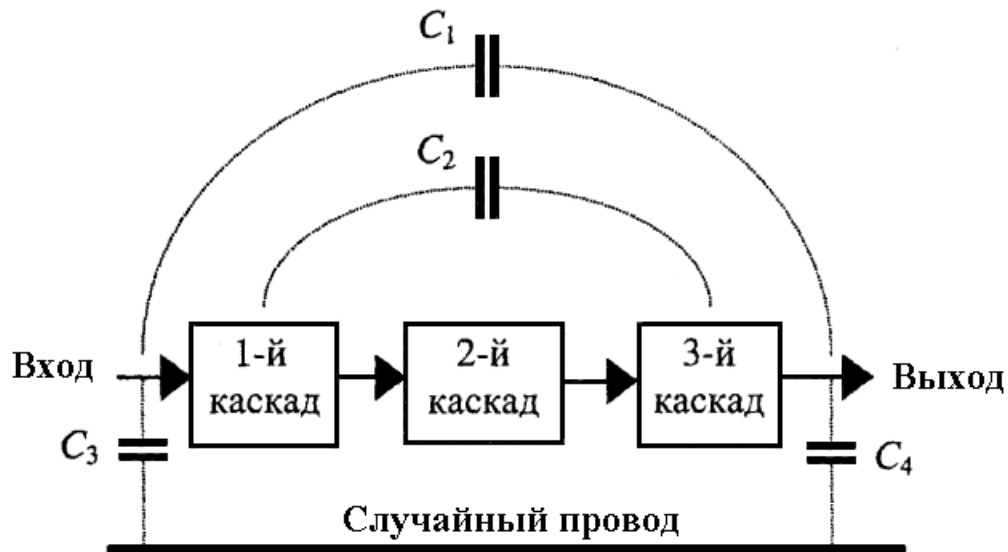 C₁
C₂
Вход
1-й
каскад
2-й
каскад
3-й
каскад
Выход
C₃
C₄
Случайный провод